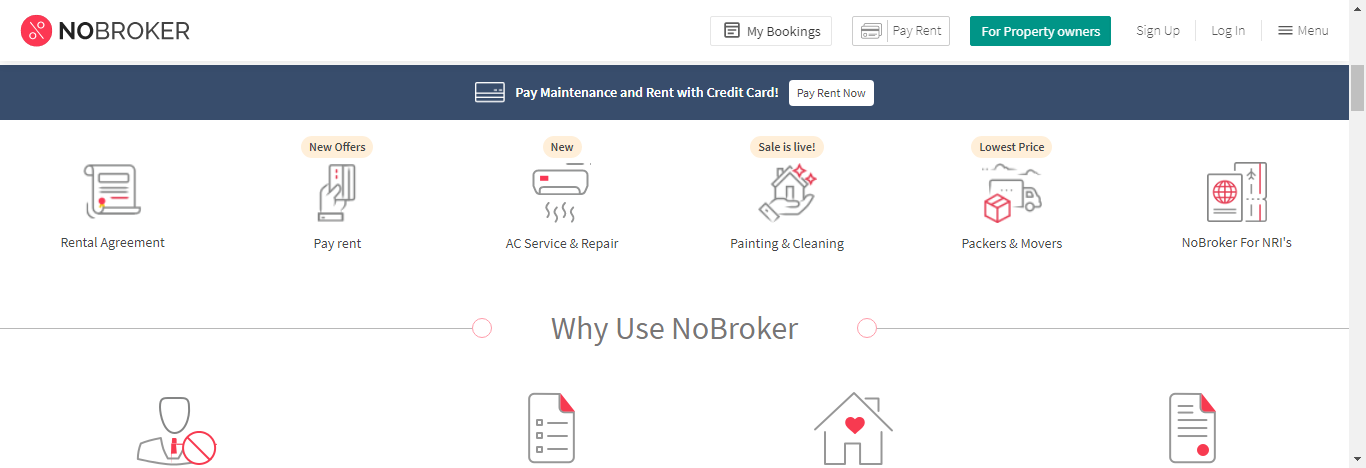 NOBROKER
My Bookings
Pay Rent
For Property owners
Sign Up
Log In
Menu
Pay Maintenance and Rent with Credit Card!
Pay Rent Now
New Offers
New
Sale is live!
Lowest Price
Rental Agreement
Pay rent
AC Service & Repair
Painting & Cleaning
Packers & Movers
NoBroker For NRI's
Why Use NoBroker